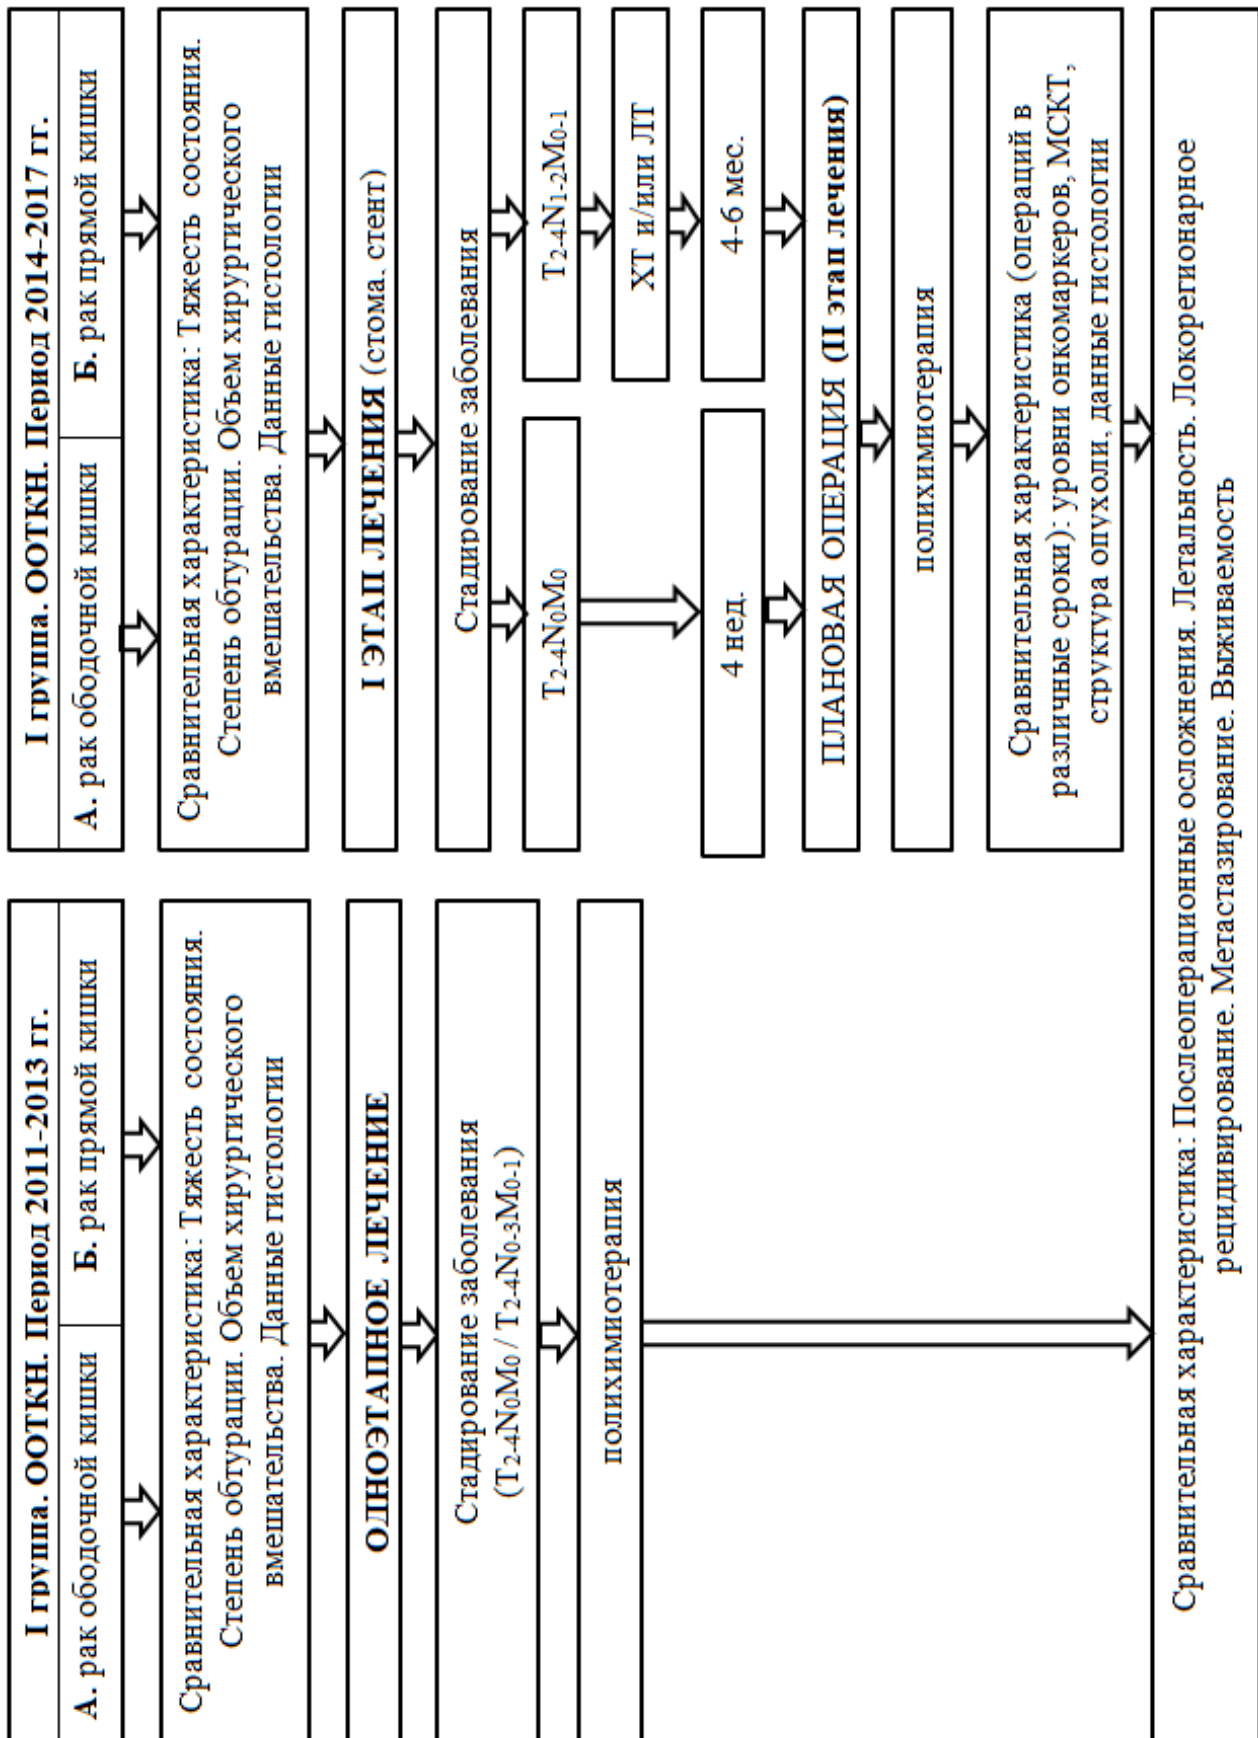 I группа. ООТКН. Период 2011-2013 гг.
А. рак ободочной кишки
Б. рак прямой кишки
Сравнительная характеристика: Тяжесть состояния.
Степень обтурации. Объем хирургического
вмешательства. Данные гистологии
ОДНОЭТАПНОЕ ЛЕЧЕНИЕ
Стадирование заболевания
(T2-4N0M0 / T2-4N0-3M0-1)
полихимиотерапия
I группа. ООТКН. Период 2014-2017 гг.
А. рак ободочной кишки
Б. рак прямой кишки
Сравнительная характеристика: Тяжесть состояния.
Степень обтурации. Объем хирургического
вмешательства. Данные гистологии
I ЭТАП ЛЕЧЕНИЯ (стома. стент)
Стадирование заболевания
T2-4N0M0
T2-4N1-2M0-1
ХТ и/или ЛТ
4 нед.
4-6 мес.
ПЛАНОВАЯ ОПЕРАЦИЯ (II этап лечения)
полихимиотерапия
Сравнительная характеристика (операций в
различные сроки): уровни онкомаркеров, МСКТ,
структура опухоли, данные гистологии
Сравнительная характеристика: Послеоперационные осложнения. Летальность. Локорегионарное
рецидивирование. Метастазирование. Выживаемость